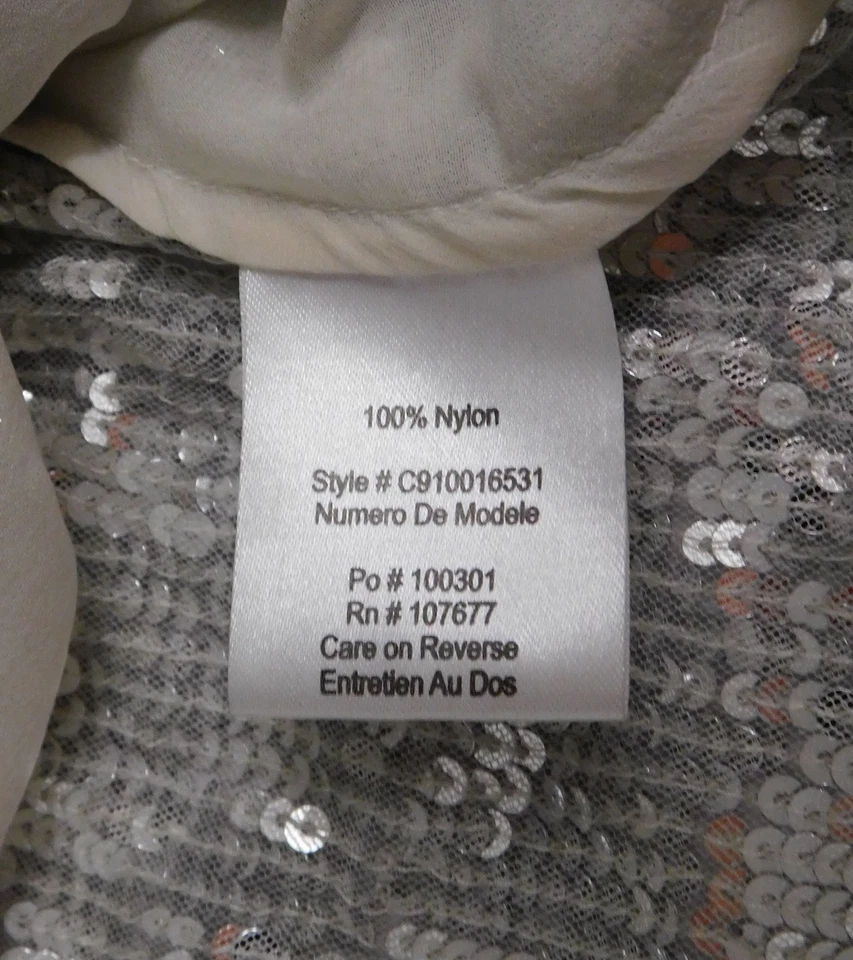 100% Nylon
Style # C910016531
Numero De Modele
Po # 100301
Rn # 107677
Care on Reverse
Entretien Au Dos